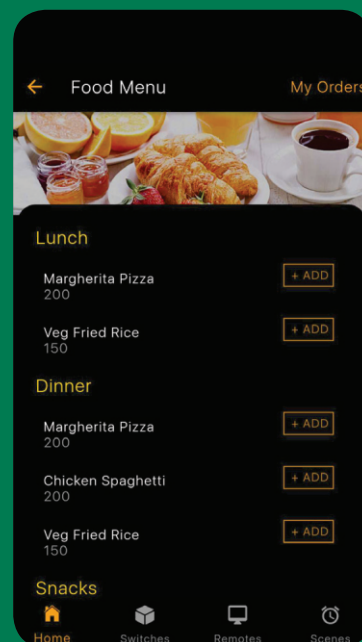 Food Menu
My Orders
Lunch
Margherita Pizza
+ ADD
200
Veg Fried Rice
+ ADD
150
Dinner
Margherita Pizza
+ ADD
200
Chicken Spaghetti
+ ADD
200
Veg Fried Rice
+ ADD
150
Snacks
Home
Switches
Remotes
Scenes